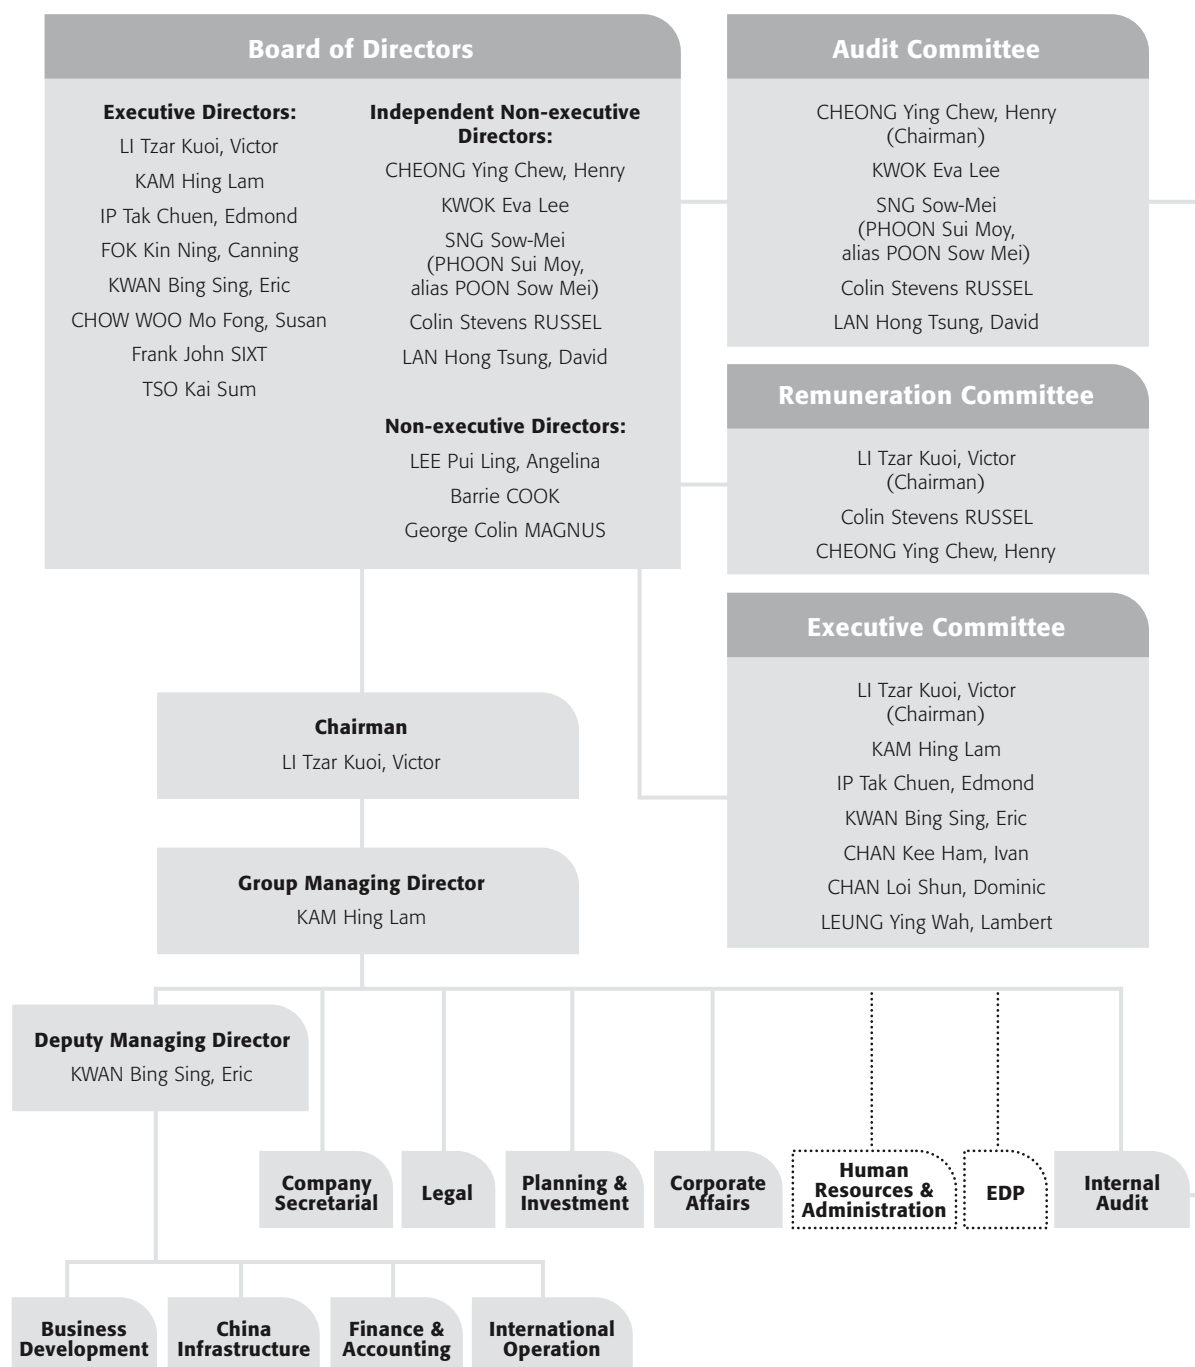 Board of Directors
Executive Directors:
LI Tzar Kuoi, Victor
KAM Hing Lam
IP Tak Chuen, Edmond
FOK Kin Ning, Canning
KWAN Bing Sing, Eric
CHOW WOO Mo Fong, Susan
Frank John SIXT
TSO Kai Sum
Independent Non-executive
Directors:
CHEONG Ying Chew, Henry
KWOK Eva Lee
SNG Sow-Mei
(PHOON Sui Moy,
alias POON Sow Mei)
Colin Stevens RUSSEL
LAN Hong Tsung, David
Non-executive Directors:
LEE Pui Ling, Angelina
Barrie COOK
George Colin MAGNUS
Audit Committee
CHEONG Ying Chew, Henry
(Chairman)
KWOK Eva Lee
SNG Sow-Mei
(PHOON Sui Moy,
alias POON Sow Mei)
Colin Stevens RUSSEL
LAN Hong Tsung, David
Remuneration Committee
LI Tzar Kuoi, Victor
(Chairman)
Colin Stevens RUSSEL
CHEONG Ying Chew, Henry
Executive Committee
LI Tzar Kuoi, Victor
(Chairman)
KAM Hing Lam
IP Tak Chuen, Edmond
KWAN Bing Sing, Eric
CHAN Kee Ham, Ivan
CHAN Loi Shun, Dominic
LEUNG Ying Wah, Lambert
Chairman
LI Tzar Kuoi, Victor
Group Managing Director
KAM Hing Lam
Deputy Managing Director
KWAN Bing Sing, Eric
Company
Secretarial
Legal
Planning &
Investment
Corporate
Affairs
Human
Resources &
Administration
EDP
Internal
Audit
Business
Development
China
Infrastructure
Finance &
Accounting
International
Operation